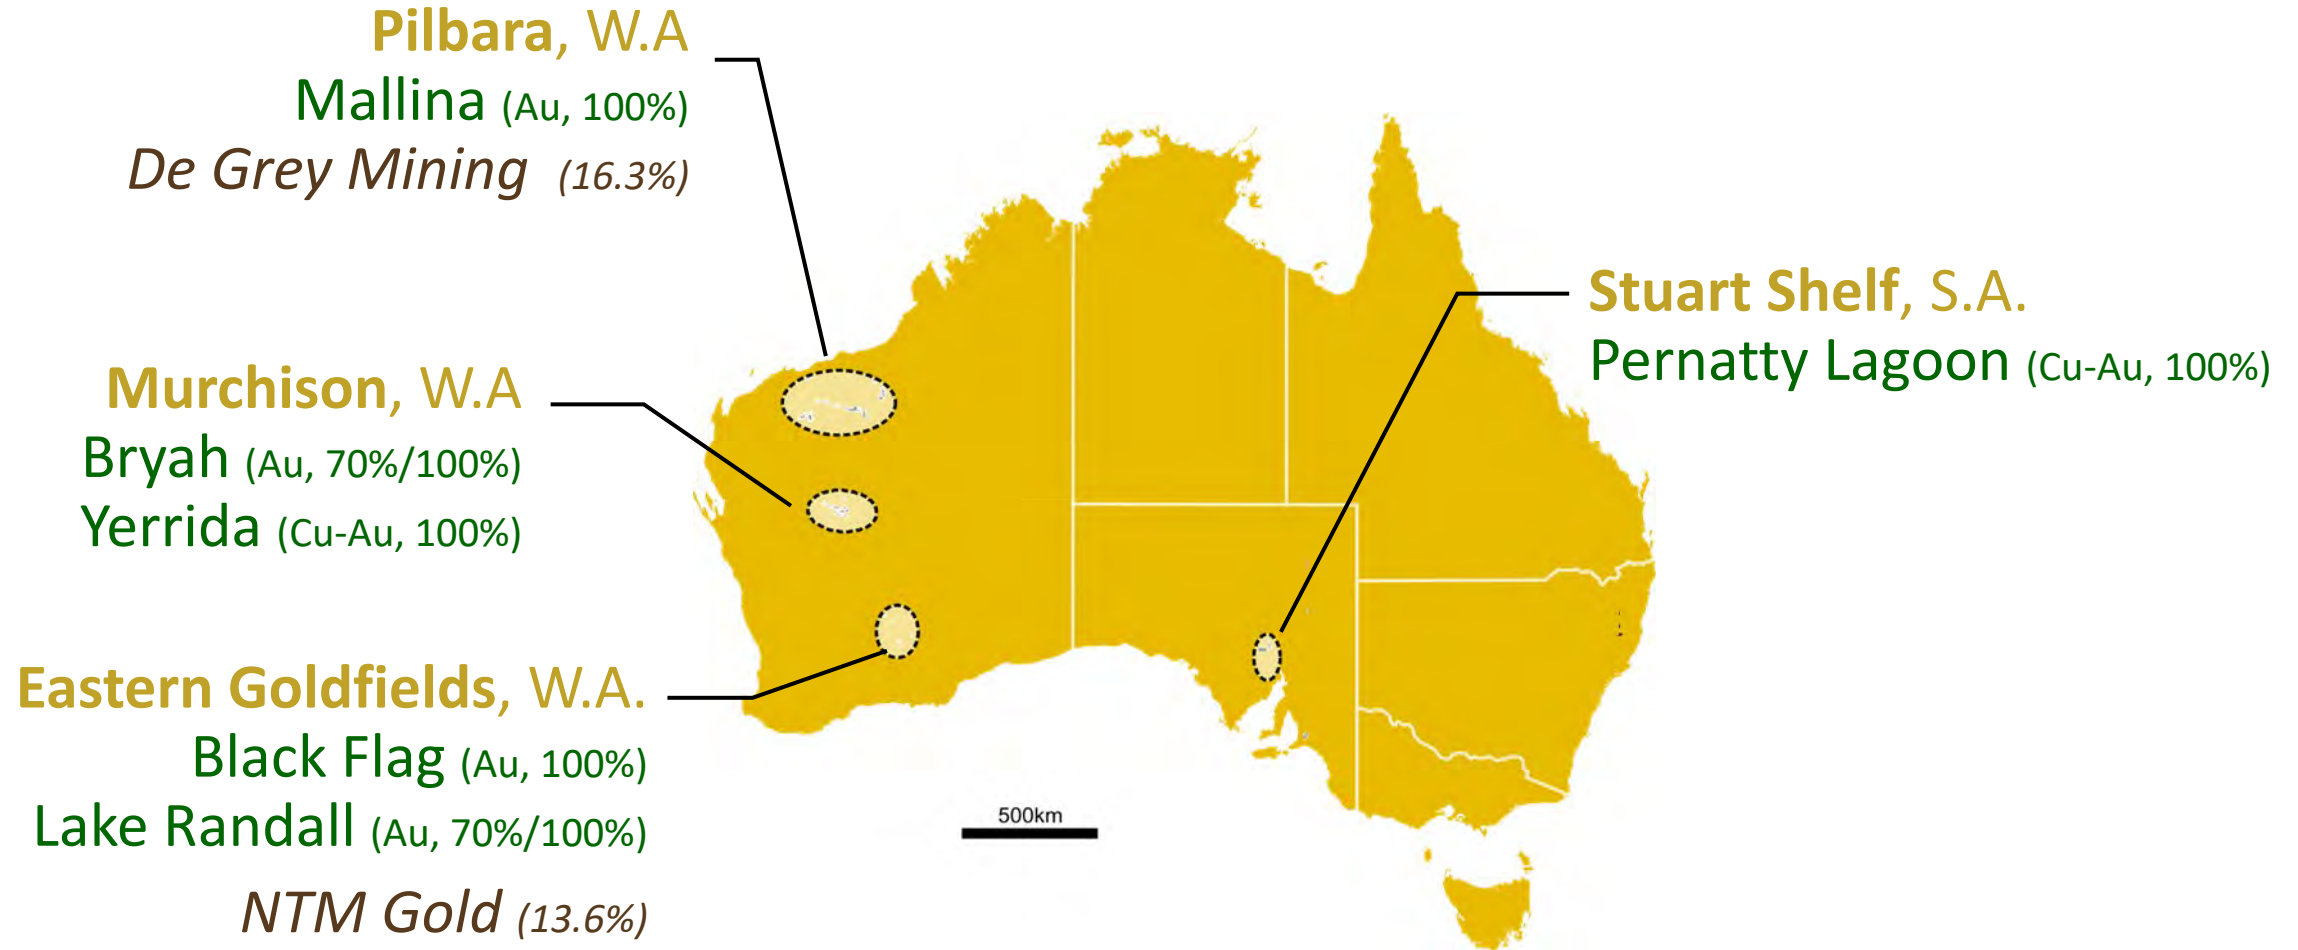 Pilbara, W.A
Mallina (Au, 100%)
De Grey Mining (16.3%)
Murchison, W.A
Bryah (Au, 70%/100%)
Yerrida (Cu-Au, 100%)
Eastern Goldfields, W.A.
Black Flag (Au, 100%)
Lake Randall (Au, 70%/100%)
NTM Gold (13.6%)
Stuart Shelf, S.A.
Pernatty Lagoon (Cu-Au, 100%)
500km